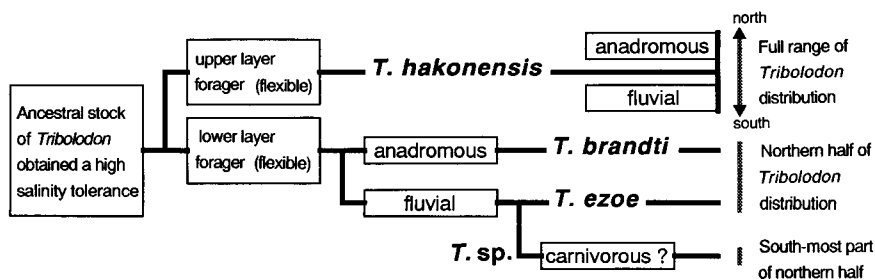 Ancestral stock
of Tribolodon
obtained a high
salinity tolerance
upper layer
forager (flexible)
T. hakonensis
anadromous
fluvial
north
Full range of
Tribolodon
distribution
south
lower layer
forager (flexible)
anadromous
T. brandti
Northern half of
Tribolodon
distribution
fluvial
T. ezoe
T. sp.
carnivorous ?
South-most part
of northern half